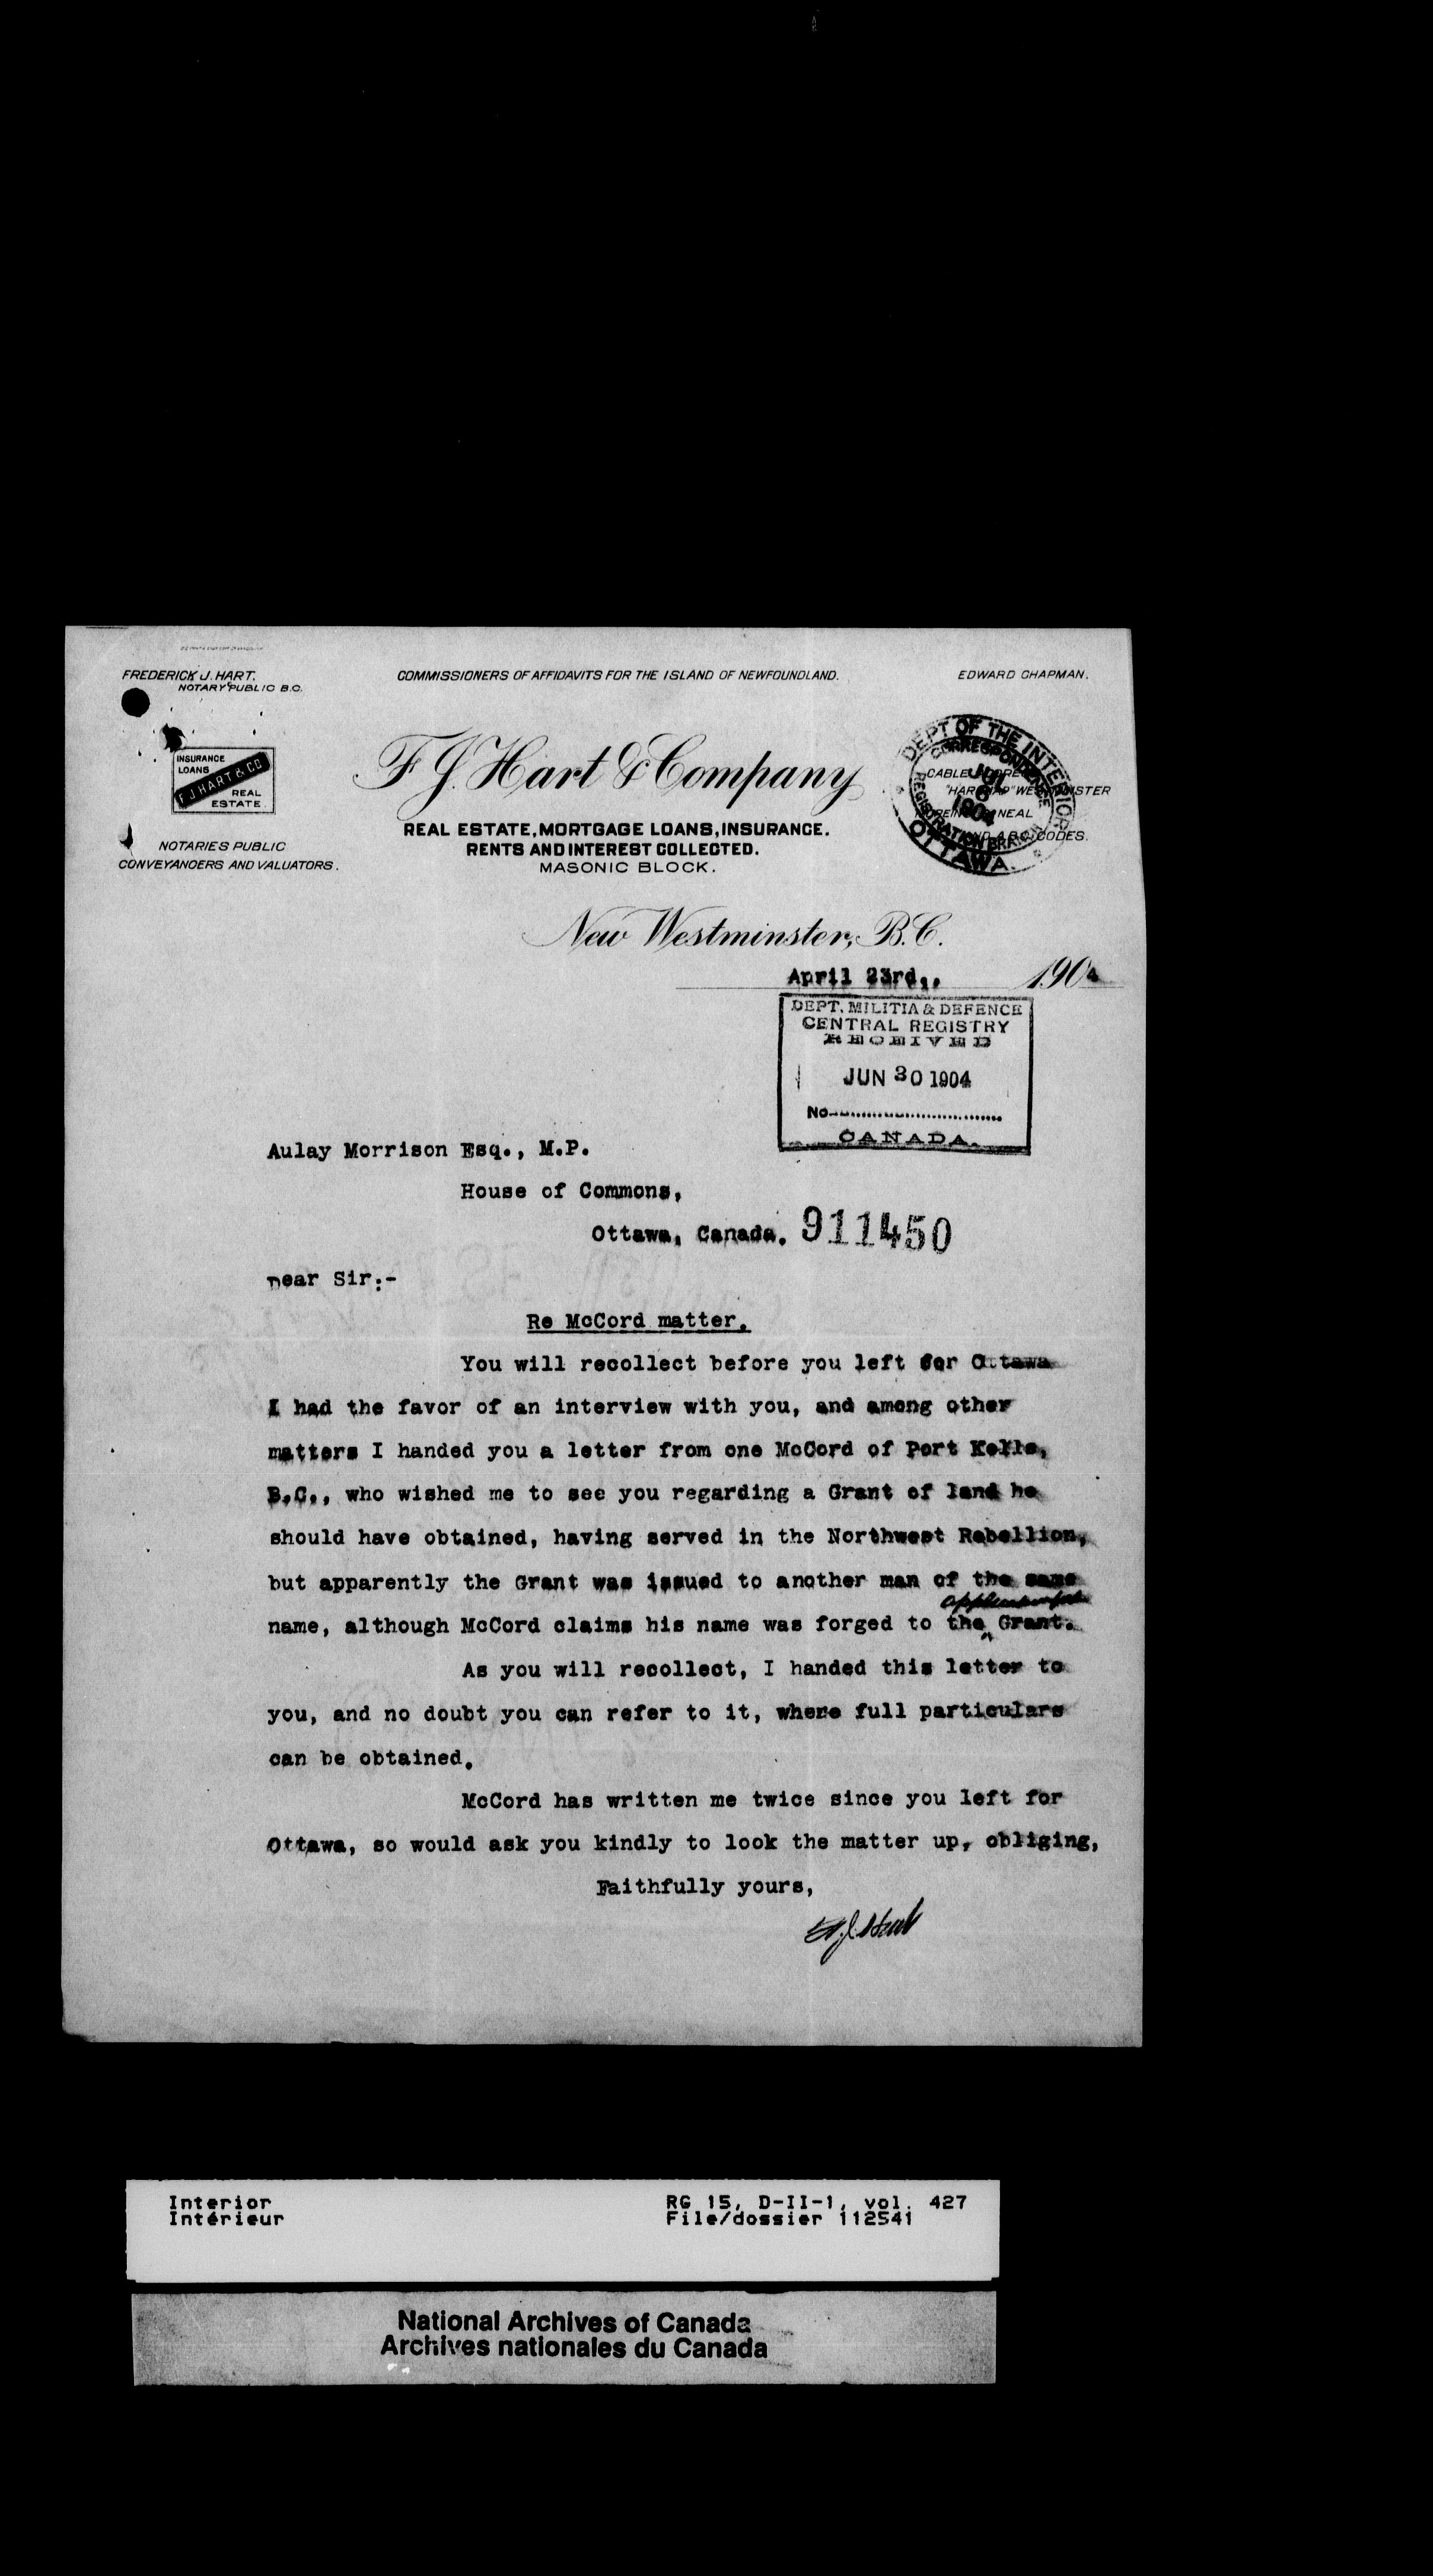 FREDERICK J. HART.
NOTARY PUBLIC B.C.
COMMISSIONERS OF AFFIDAVITS FOR THE ISLAND OF NEWFOUNDLAND.
EDWARD CHAPMAN.
INSURANCE
LOANS
F J HART & CO
REAL
ESTATE
NOTARIES PUBLIC
CONVEYANCERS AND VALUATORS.
F J. Hart & Company
REAL ESTATE, MORTGAGE LOANS, INSURANCE.
RENTS AND INTEREST COLLECTED.
MASONIC BLOCK.
CABLE
NEAL
CODES.
DEPT OF THE INTERIOR
CORRESPONDENCE
JUL
6
1904
REGISTRATION BRANCH
OTTAWA.
New Westminster, B.C.
April 23rd,, 1904
DEPT. MILITIA & DEFENCE
CENTRAL REGISTRY
RECEIVED
JUN 30 1904
No
CANADA.
Aulay Morrison Esq., M.P.
House of Commons,
Ottawa, Canada.
911450
Dear Sir:-
Re McCord matter.
You will recollect before you left for Ottawa
I had the favor of an interview with you, and among other
matters I handed you a letter from one McCord of Port Kells,
B.C., who wished me to see you regarding a Grant of land he
should have obtained, having served in the Northwest Rebellion,
but apparently the Grant was issued to another man of the same
name, although McCord claims his name was forged to the Grant.
As you will recollect, I handed this letter to
you, and no doubt you can refer to it, where full particulars
can be obtained.
McCord has written me twice since you left for
Ottawa, so would ask you kindly to look the matter up, obliging,
Faithfully yours,
F.J. Hart
Interior
Intérieur
RG 15, D-II-1, vol. 427
File/dossier 112541
National Archives of Canada
Archives nationales du Canada